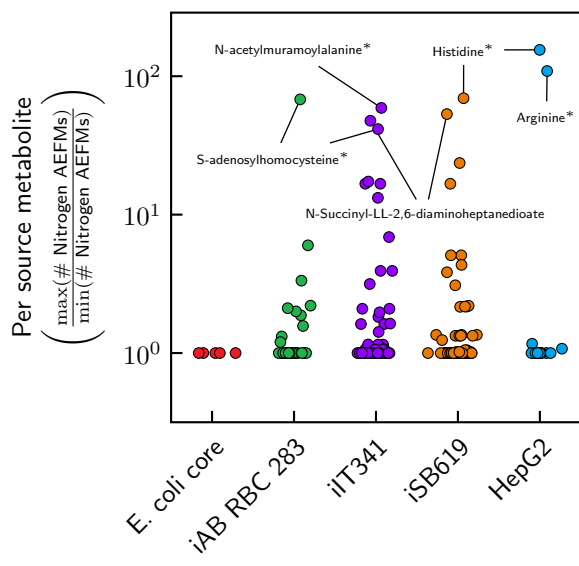 Per source metabolite
(max(# Nitrogen AEFMs)
min(# Nitrogen AEFMs))
10²
10¹
10⁰
N-acetylmuramoylalanine*
Histidine*
Arginine*
S-adenosylhomocysteine*
N-Succinyl-LL-2,6-diaminoheptanedioate
E. coli core
iAB RBC 283
iIT341
iSB619
HepG2